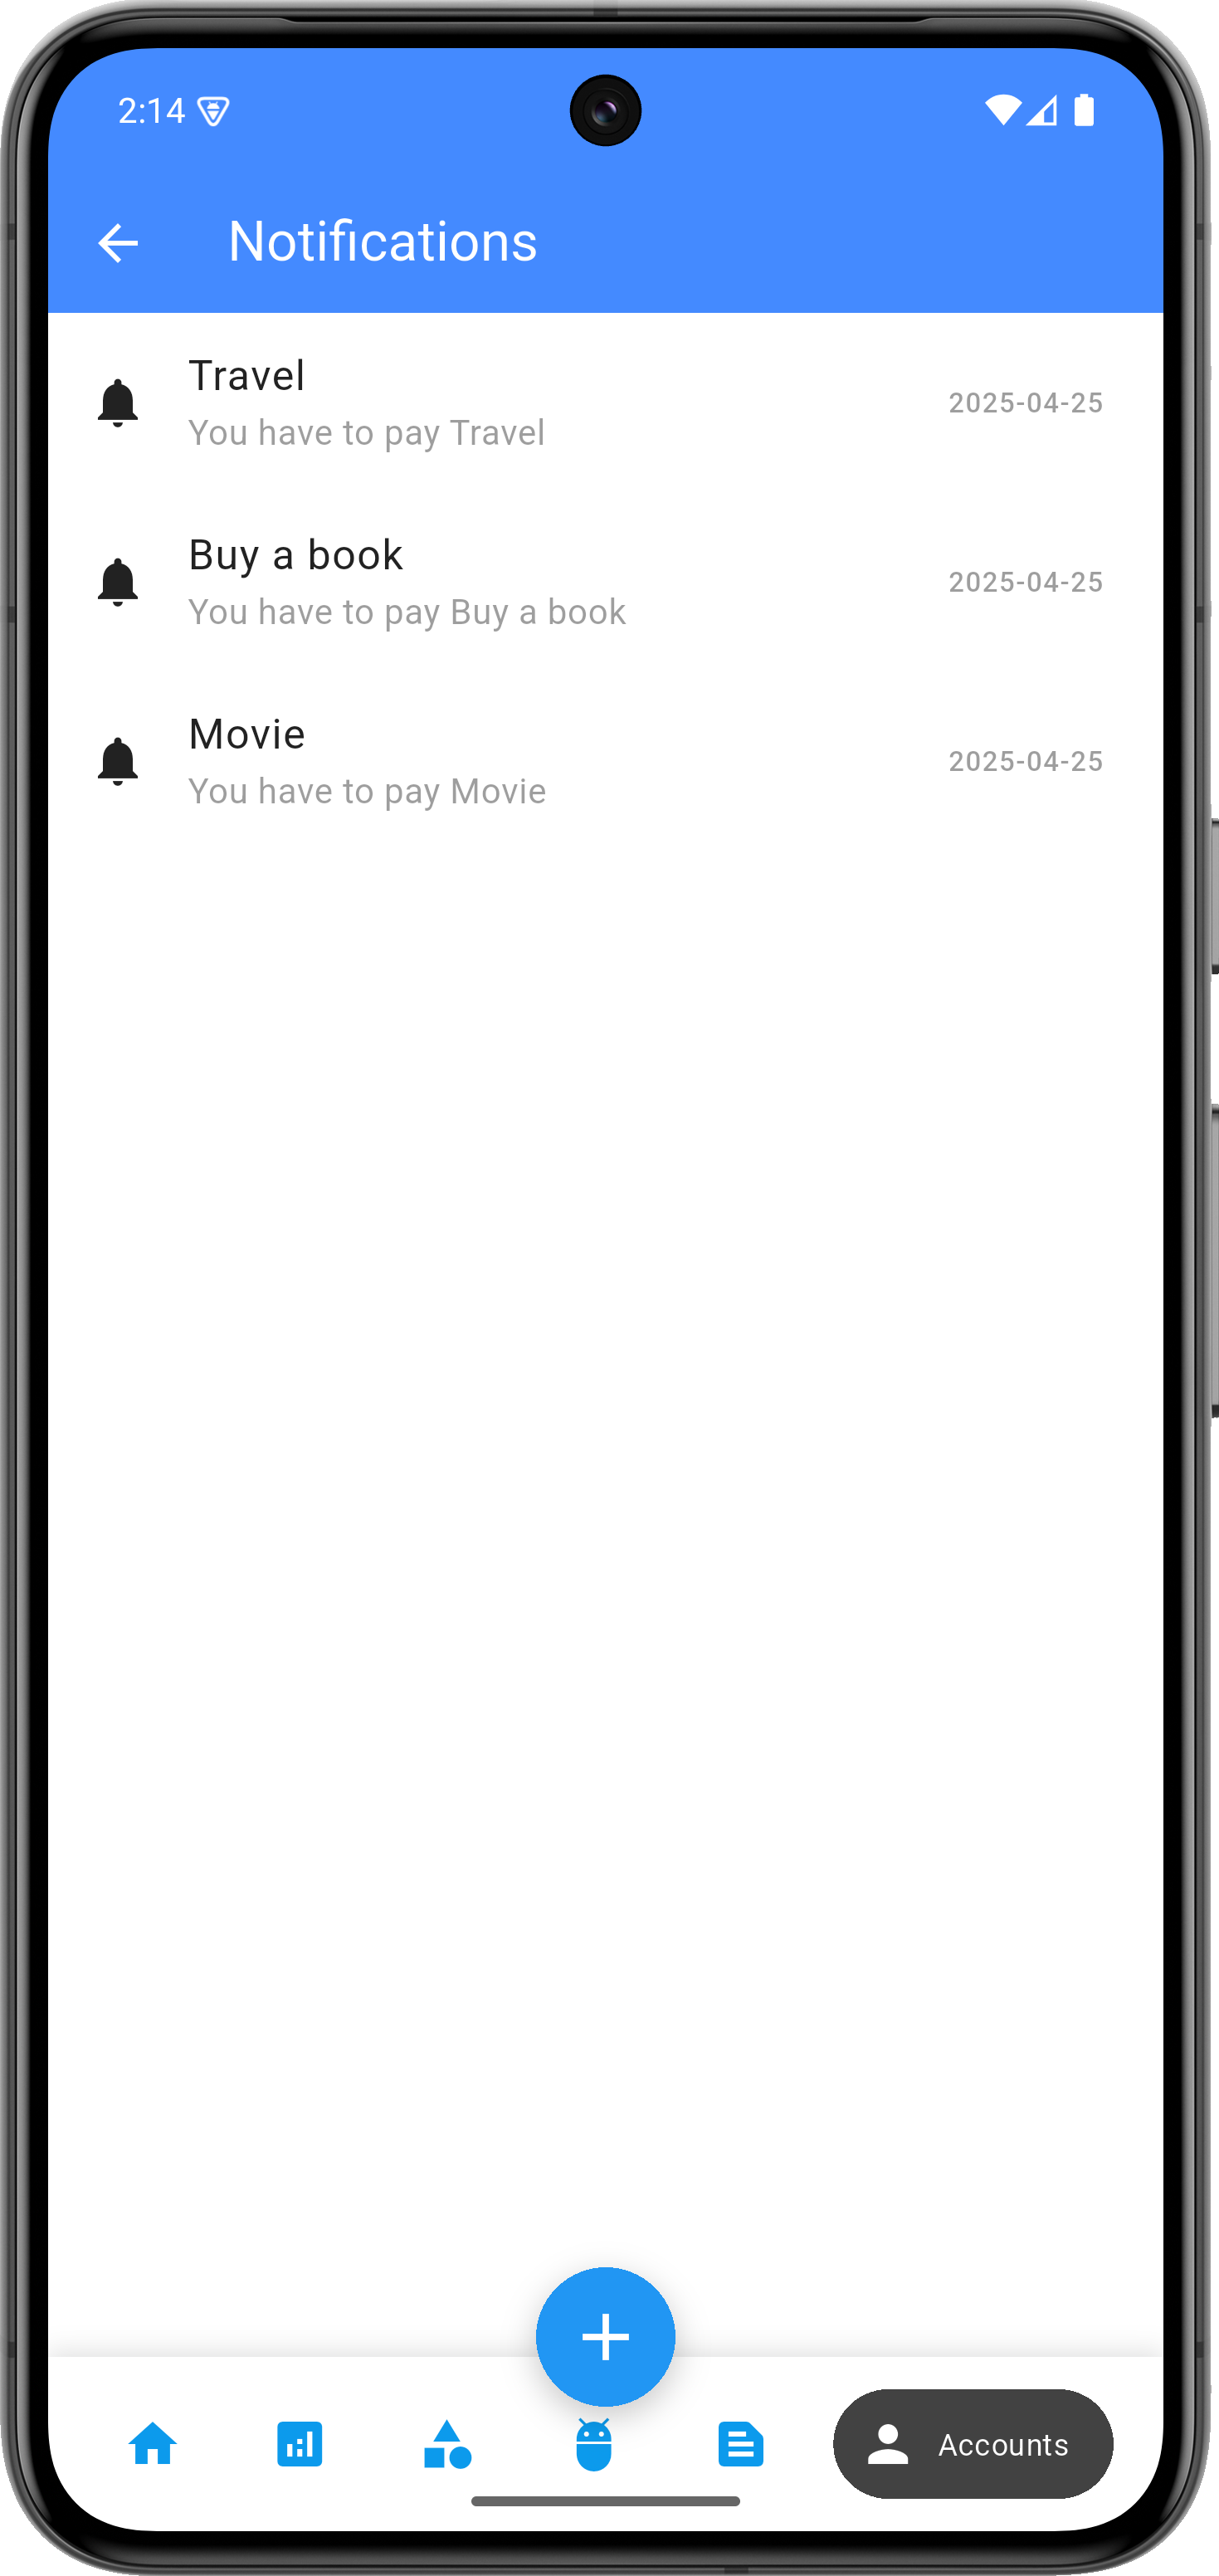 2:14
Notifications
Travel
You have to pay Travel
2025-04-25
Buy a book
You have to pay Buy a book
2025-04-25
Movie
You have to pay Movie
2025-04-25
Accounts